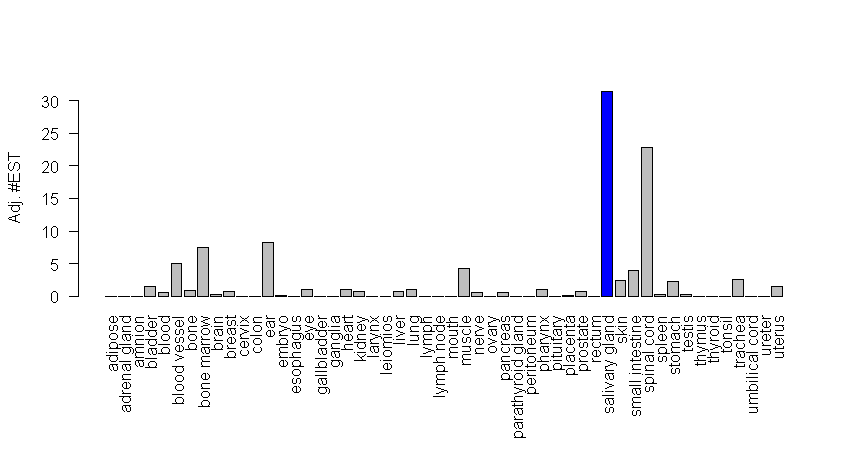 Adj. #EST
30
25
20
15
10
5
0
adipose
adrenal gland
amnion
bladder
blood
blood vessel
bone
bone marrow
brain
breast
cervix
colon
ear
embryo
esophagus
eye
gallbladder
ganglia
heart
kidney
larynx
leiomios
liver
lung
lymph
lymph node
mouth
muscle
nerve
ovary
pancreas
parathyroid gland
peritoneum
pharynx
pituitary
placenta
prostate
rectum
salivary gland
skin
small intestine
spinal cord
spleen
stomach
testis
thymus
thyroid
tonsil
trachea
umbilical cord
ureter
uterus